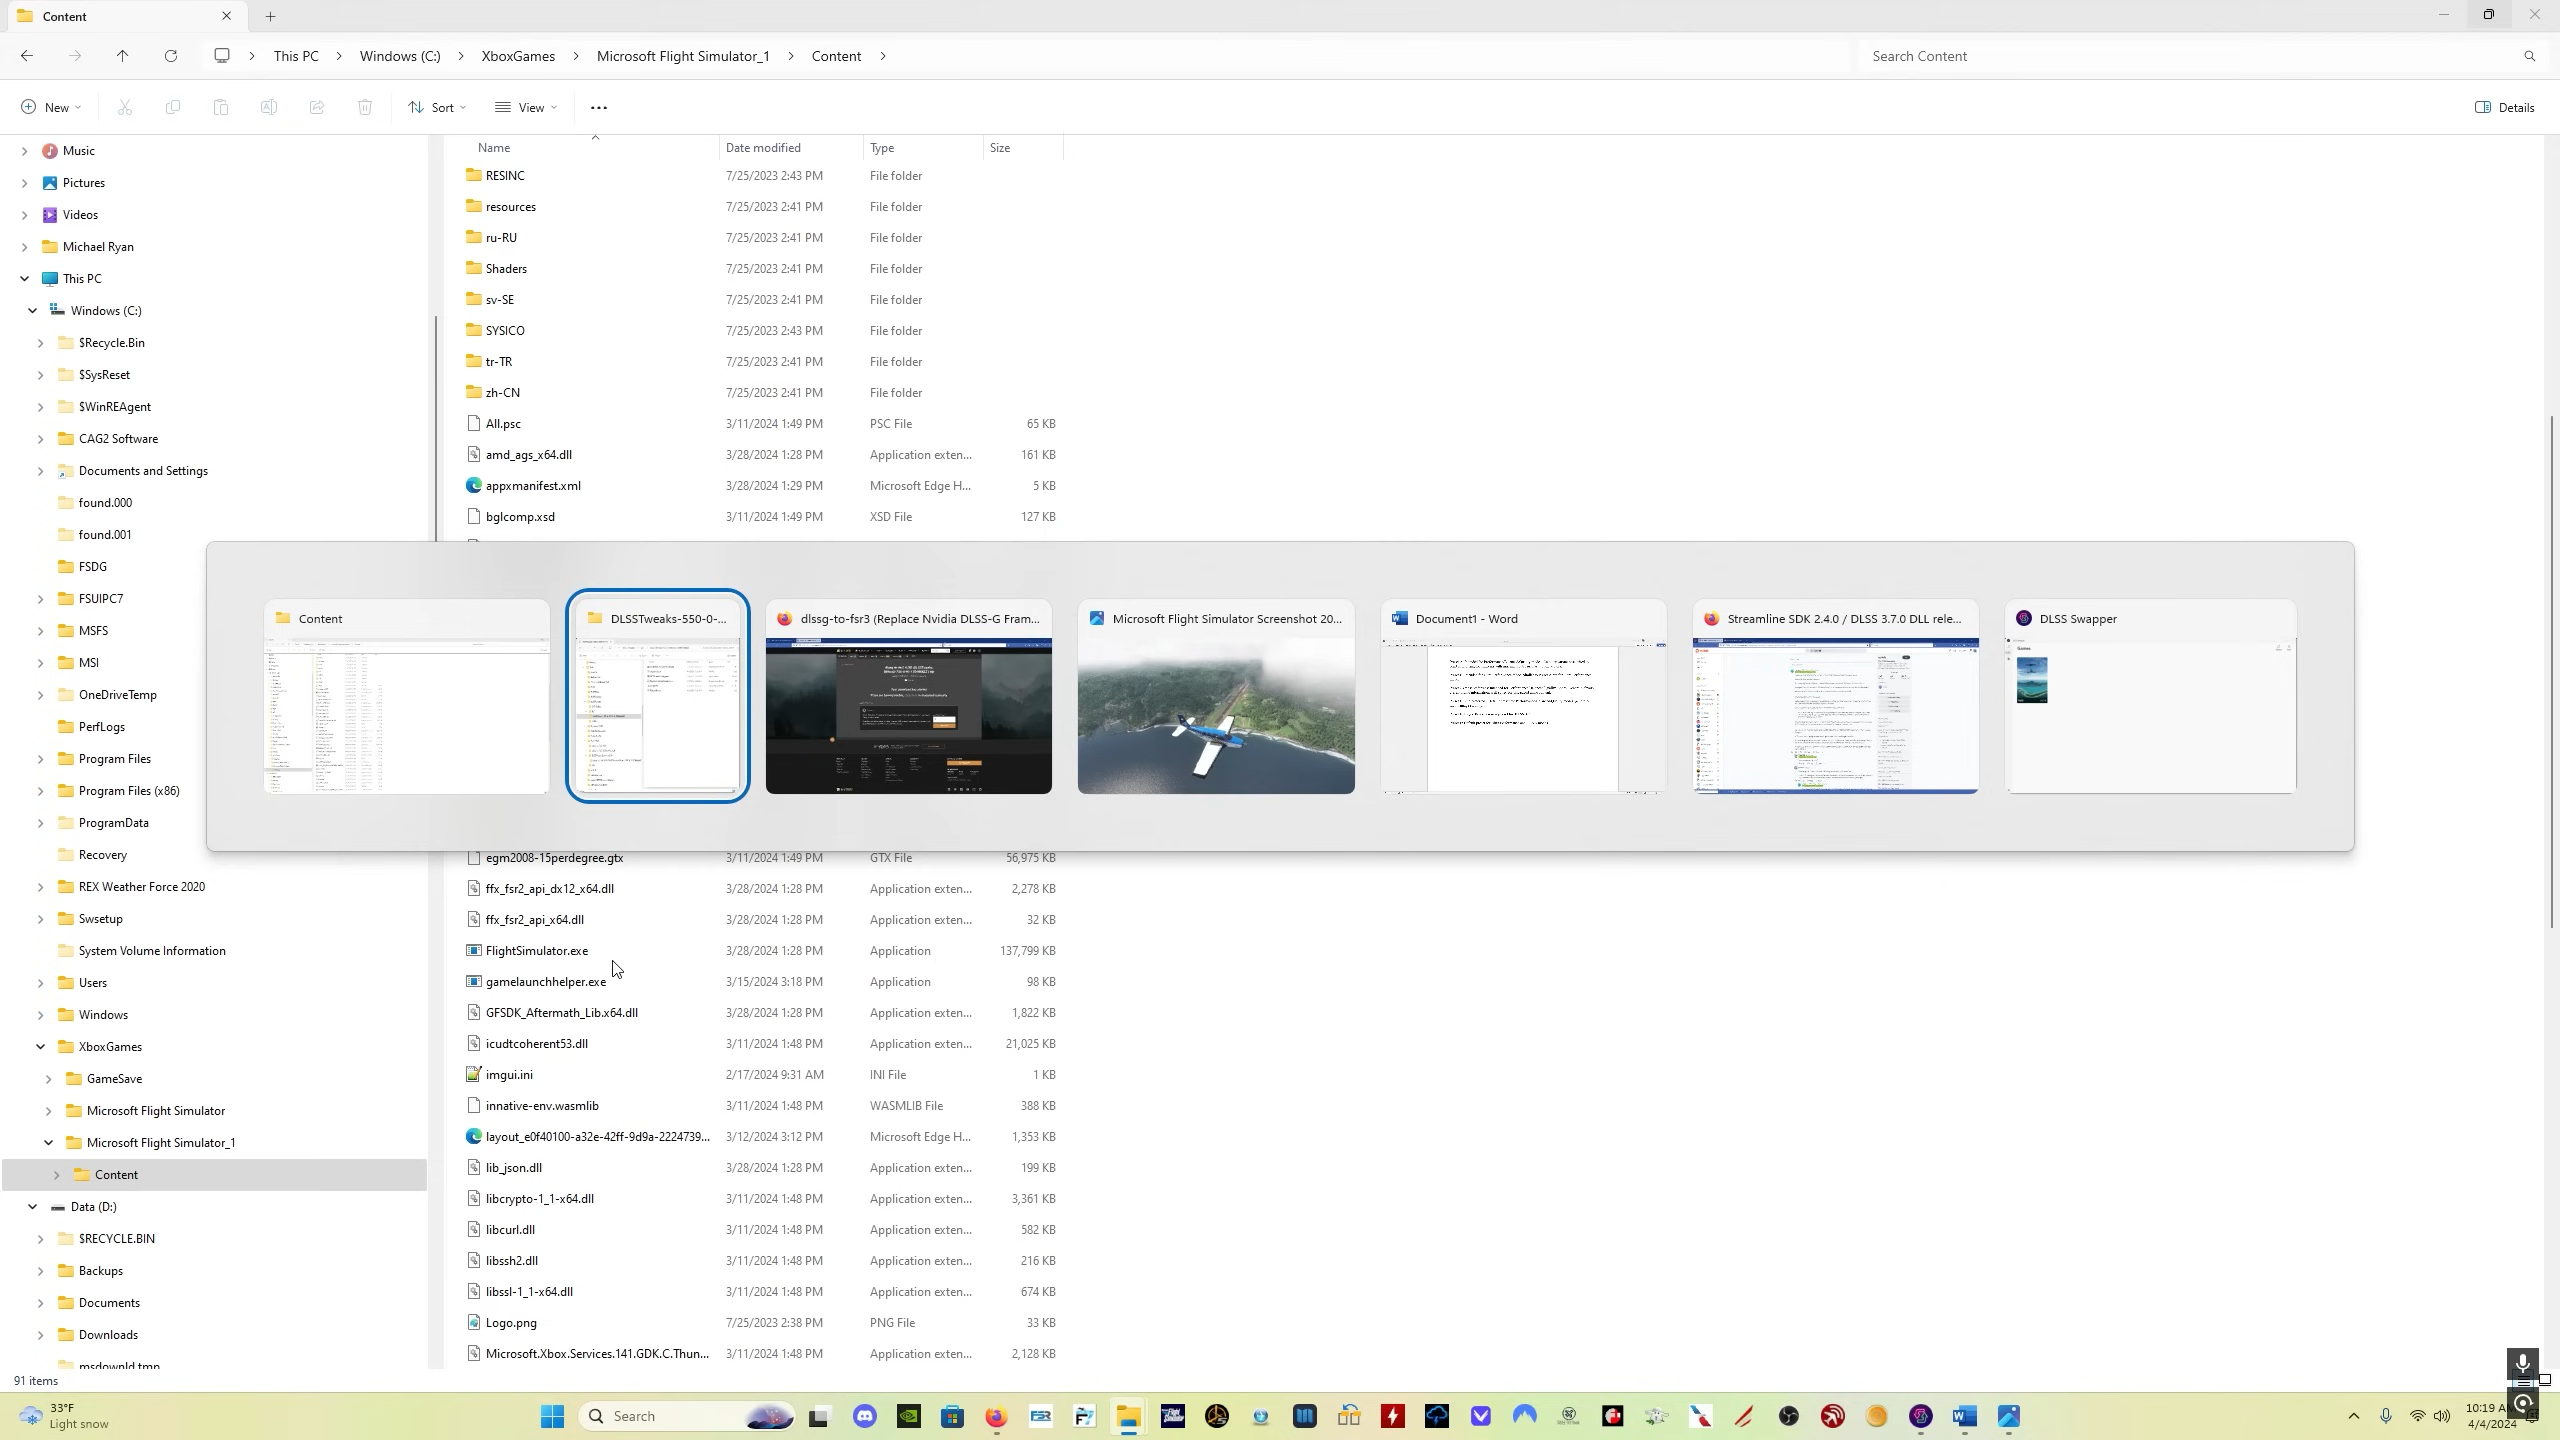 Content
This PC
Windows (C:)
XboxGames
Microsoft Flight Simulator_1
Content
Search Content
New
Sort
View
Details
Music
Pictures
Videos
Michael Ryan
This PC
Windows (C:)
$Recycle.Bin
$SysReset
$WinREAgent
CAG2 Software
Documents and Settings
found.000
found.001
FSDG
FSUIPC7
MSFS
MSI
OneDriveTemp
PerfLogs
Program Files
Program Files (x86)
ProgramData
Recovery
REX Weather Force 2020
Swsetup
System Volume Information
Users
Windows
XboxGames
GameSave
Microsoft Flight Simulator
Microsoft Flight Simulator_1
Content
Data (D:)
$RECYCLE.BIN
Backups
Documents
Downloads
msdownld.tmp
Name Date modified Type Size
RESINC 7/25/2023 2:43 PM File folder
resources 7/25/2023 2:41 PM File folder
ru-RU 7/25/2023 2:41 PM File folder
Shaders 7/25/2023 2:41 PM File folder
sv-SE 7/25/2023 2:41 PM File folder
SYSICO 7/25/2023 2:43 PM File folder
tr-TR 7/25/2023 2:41 PM File folder
zh-CN 7/25/2023 2:41 PM File folder
All.psc 3/11/2024 1:49 PM PSC File 65 KB
amd_ags_x64.dll 3/28/2024 1:28 PM Application exten... 161 KB
appxmanifest.xml 3/28/2024 1:29 PM Microsoft Edge H... 5 KB
bglcomp.xsd 3/11/2024 1:49 PM XSD File 127 KB
Content
DLSSTweaks-550-0-...
dlssg-to-fsr3 (Replace Nvidia DLSS-G Fram...
Microsoft Flight Simulator Screenshot 20...
Document1 - Word
Streamline SDK 2.4.0 / DLSS 3.7.0 DLL rele...
DLSS Swapper
egm2008-15perdegree.gtx 3/11/2024 1:49 PM GTX File 56,975 KB
ffx_fsr2_api_dx12_x64.dll 3/28/2024 1:28 PM Application exten... 2,278 KB
ffx_fsr2_api_x64.dll 3/28/2024 1:28 PM Application exten... 32 KB
FlightSimulator.exe 3/28/2024 1:28 PM Application 137,799 KB
gamelaunchhelper.exe 3/15/2024 3:18 PM Application 98 KB
GFSDK_Aftermath_Lib.x64.dll 3/28/2024 1:28 PM Application exten... 1,822 KB
icudtcoherent53.dll 3/11/2024 1:48 PM Application exten... 21,025 KB
imgui.ini 2/17/2024 9:31 AM INI File 1 KB
innative-env.wasmlib 3/11/2024 1:48 PM WASMLIB File 388 KB
layout_e0f40100-a32e-42ff-9d9a-2224739... 3/12/2024 3:12 PM Microsoft Edge H... 1,353 KB
lib_json.dll 3/28/2024 1:28 PM Application exten... 199 KB
libcrypto-1_1-x64.dll 3/11/2024 1:48 PM Application exten... 3,361 KB
libcurl.dll 3/11/2024 1:48 PM Application exten... 582 KB
libssh2.dll 3/11/2024 1:48 PM Application exten... 216 KB
libssl-1_1-x64.dll 3/11/2024 1:48 PM Application exten... 674 KB
Logo.png 7/25/2023 2:38 PM PNG File 33 KB
Microsoft.Xbox.Services.141.GDK.C.Thun... 3/11/2024 1:48 PM Application exten... 2,128 KB
91 items
33°F
Light snow
Search
FSR
10:19 AM
4/4/2024